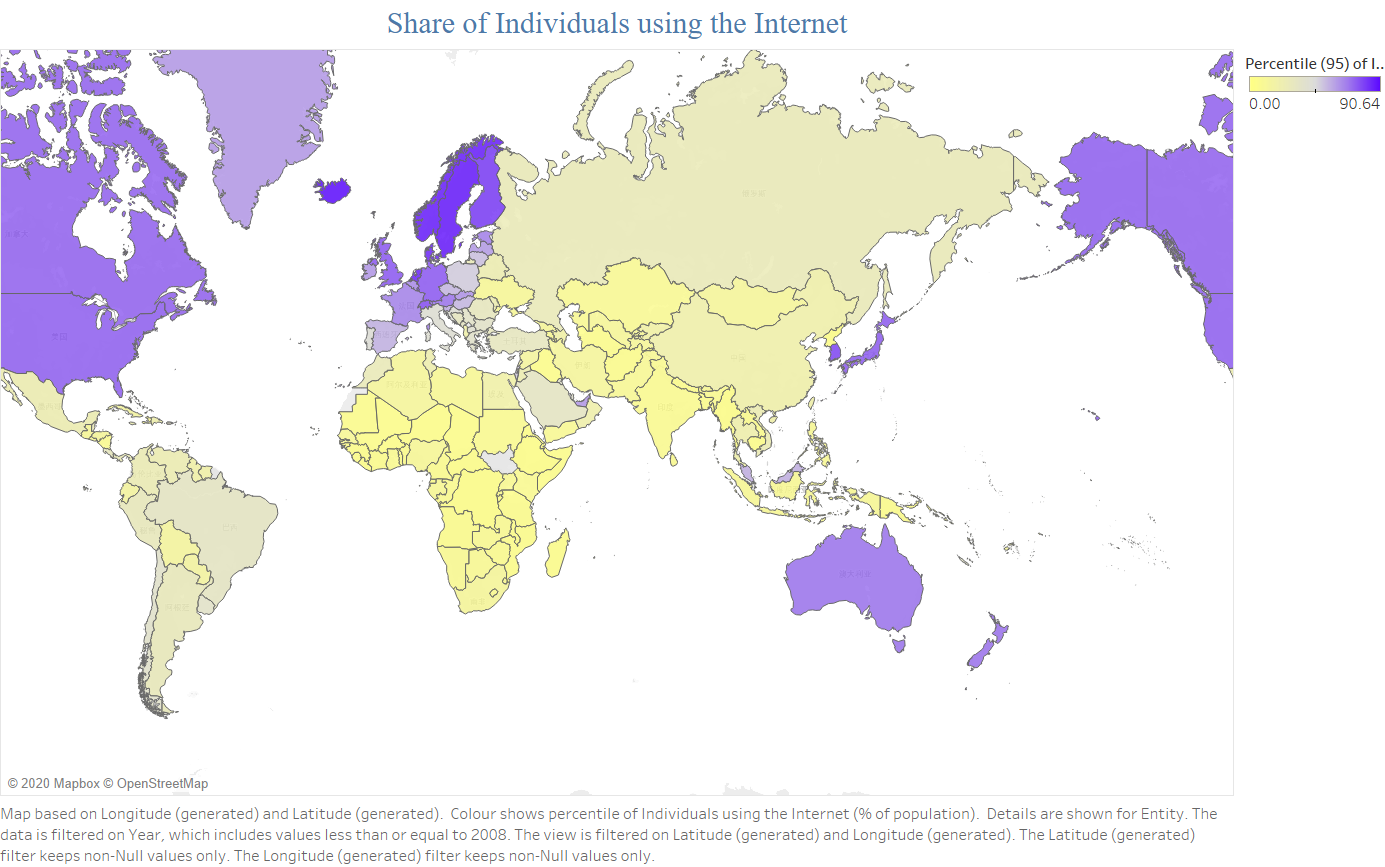 Share of Individuals using the Internet
Percentile (95) of I..
0.00 90.64
© 2020 Mapbox © OpenStreetMap
Map based on Longitude (generated) and Latitude (generated).  Colour shows percentile of Individuals using the Internet (% of population).  Details are shown for Entity. The
data is filtered on Year, which includes values less than or equal to 2008. The view is filtered on Latitude (generated) and Longitude (generated). The Latitude (generated)
filter keeps non-Null values only. The Longitude (generated) filter keeps non-Null values only.